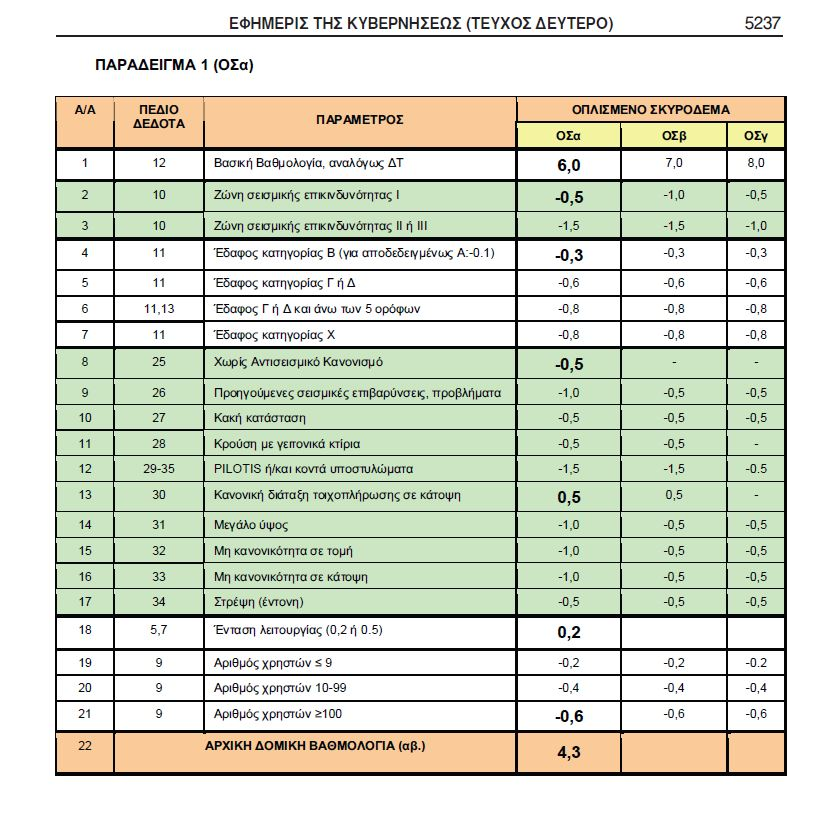 ΕΦΗΜΕΡΙΣ ΤΗΣ ΚΥΒΕΡΝΗΣΕΩΣ (ΤΕΥΧΟΣ ΔΕΥΤΕΡΟ) 5237
ΠΑΡΑΔΕΙΓΜΑ 1 (ΟΣα)
Α/Α ΠΕΔΙΟ ΔΕΔΟΤΑ ΠΑΡΑΜΕΤΡΟΣ ΟΠΛΙΣΜΕΝΟ ΣΚΥΡΟΔΕΜΑ
ΟΣα ΟΣβ ΟΣγ
1 12 Βασική Βαθμολογία, αναλόγως ΔΤ 6,0 7,0 8,0
2 10 Ζώνη σεισμικής επικινδυνότητας Ι -0,5 -1,0 -0,5
3 10 Ζώνη σεισμικής επικινδυνότητας ΙΙ ή ΙΙΙ -1,5 -1,5 -1,0
4 11 Έδαφος κατηγορίας Β (για αποδεδειγμένως Α:-0.1) -0,3 -0,3 -0,3
5 11 Έδαφος κατηγορίας Γ ή Δ -0,6 -0,6 -0,6
6 11,13 Έδαφος Γ ή Δ και άνω των 5 ορόφων -0,8 -0,8 -0,8
7 11 Έδαφος κατηγορίας Χ -0,8 -0,8 -0,8
8 25 Χωρίς Αντισεισμικό Κανονισμό -0,5 - -
9 26 Προηγούμενες σεισμικές επιβαρύνσεις, προβλήματα -1,0 -0,5 -0,5
10 27 Κακή κατάσταση -0,5 -0,5 -0,5
11 28 Κρούση με γειτονικά κτίρια -0,5 -0,5 -
12 29-35 PILOTIS ή/και κοντά υποστυλώματα -1,5 -1,5 -0.5
13 30 Κανονική διάταξη τοιχοπλήρωσης σε κάτοψη 0,5 0,5 -
14 31 Μεγάλο ύψος -1,0 -0,5 -0,5
15 32 Μη κανονικότητα σε τομή -1,0 -0,5 -0,5
16 33 Μη κανονικότητα σε κάτοψη -1,0 -0,5 -0,5
17 34 Στρέψη (έντονη) -0,5 -0,5 -0,5
18 5,7 Ένταση λειτουργίας (0,2 ή 0.5) 0,2
19 9 Αριθμός χρηστών ≤ 9 -0,2 -0,2 -0.2
20 9 Αριθμός χρηστών 10-99 -0,4 -0,4 -0,4
21 9 Αριθμός χρηστών ≥100 -0,6 -0,6 -0,6
22 ΑΡΧΙΚΗ ΔΟΜΙΚΗ ΒΑΘΜΟΛΟΓΙΑ (αβ.) 4,3